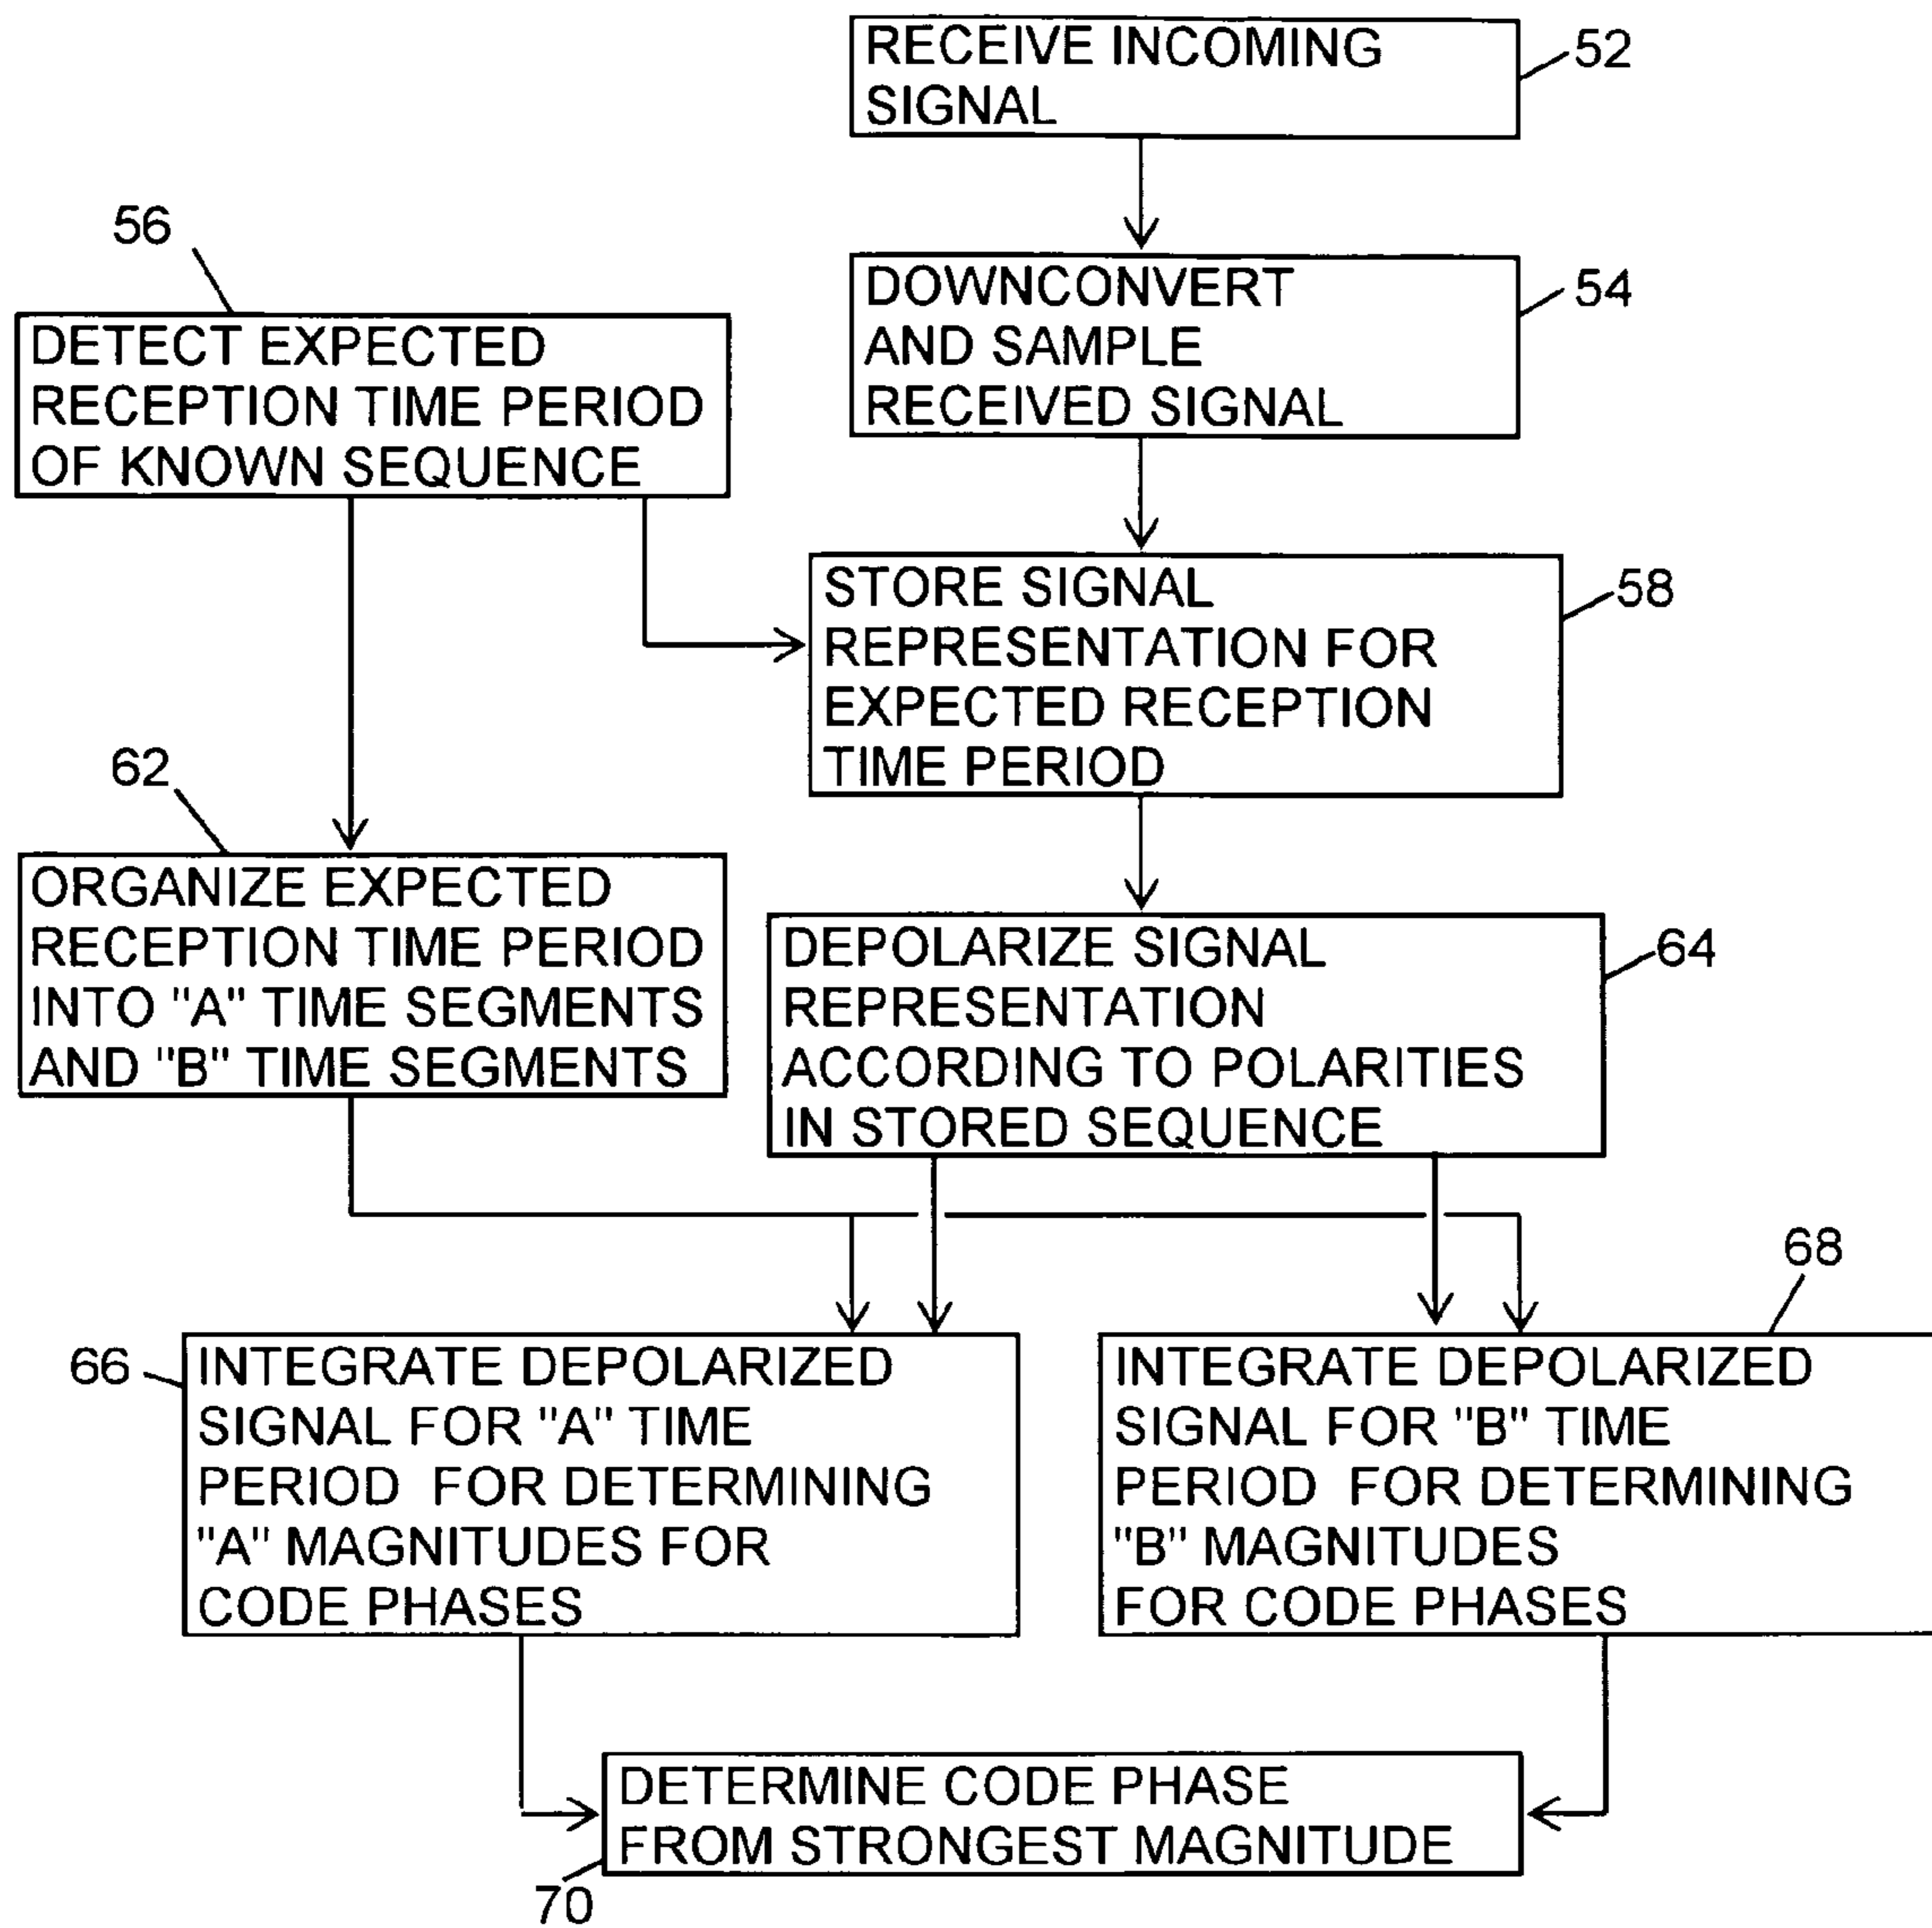 RECEIVE INCOMING
SIGNAL
52
DOWNCONVERT
AND SAMPLE
RECEIVED SIGNAL
54
56
DETECT EXPECTED
RECEPTION TIME PERIOD
OF KNOWN SEQUENCE
STORE SIGNAL
REPRESENTATION FOR
EXPECTED RECEPTION
TIME PERIOD
58
62
ORGANIZE EXPECTED
RECEPTION TIME PERIOD
INTO "A" TIME SEGMENTS
AND "B" TIME SEGMENTS
DEPOLARIZE SIGNAL
REPRESENTATION
ACCORDING TO POLARITIES
IN STORED SEQUENCE
64
66
INTEGRATE DEPOLARIZED
SIGNAL FOR "A" TIME
PERIOD FOR DETERMINING
"A" MAGNITUDES FOR
CODE PHASES
68
INTEGRATE DEPOLARIZED
SIGNAL FOR "B" TIME
PERIOD FOR DETERMINING
"B" MAGNITUDES
FOR CODE PHASES
DETERMINE CODE PHASE
FROM STRONGEST MAGNITUDE
70